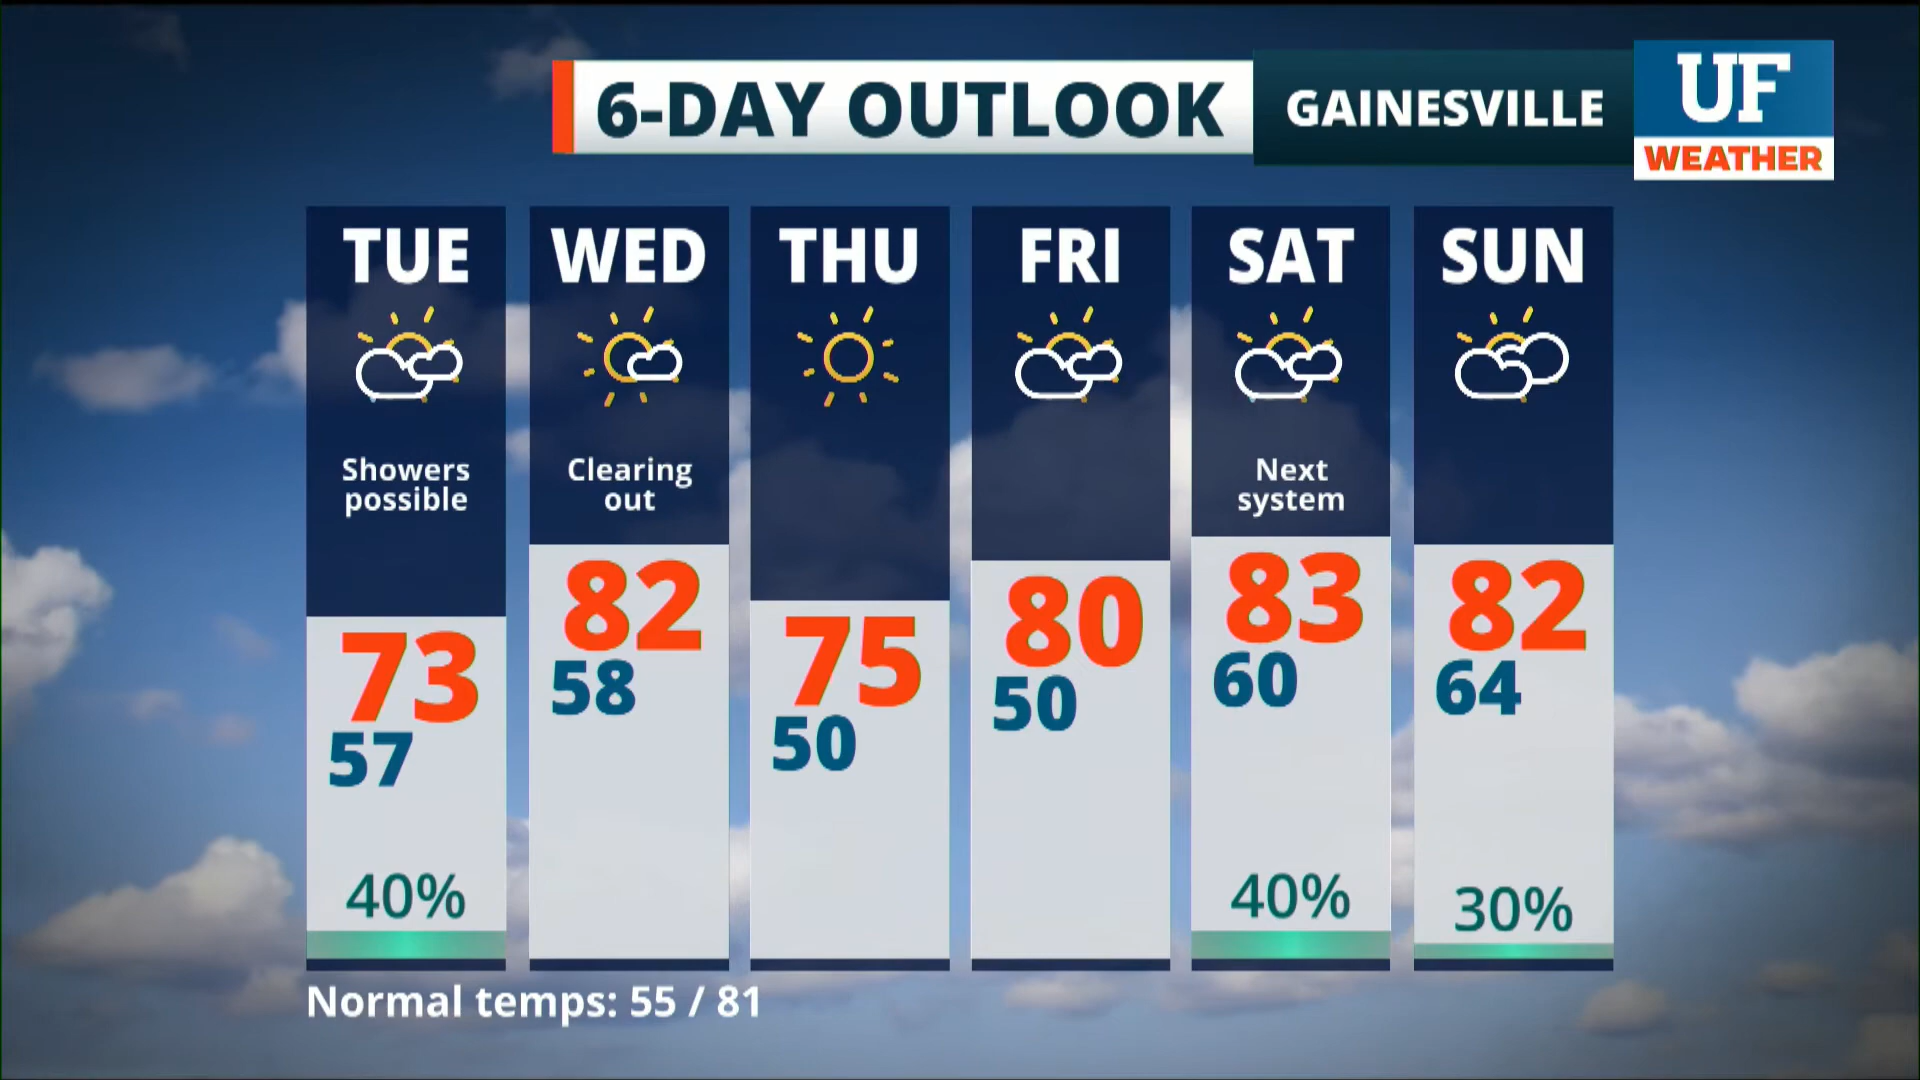 6-DAY OUTLOOK
GAINESVILLE
UF
WEATHER
TUE
Showers
possible
73
57
40%
WED
Clearing
out
82
58
THU
75
50
FRI
80
50
SAT
Next
system
83
60
40%
SUN
82
64
30%
Normal temps: 55 / 81